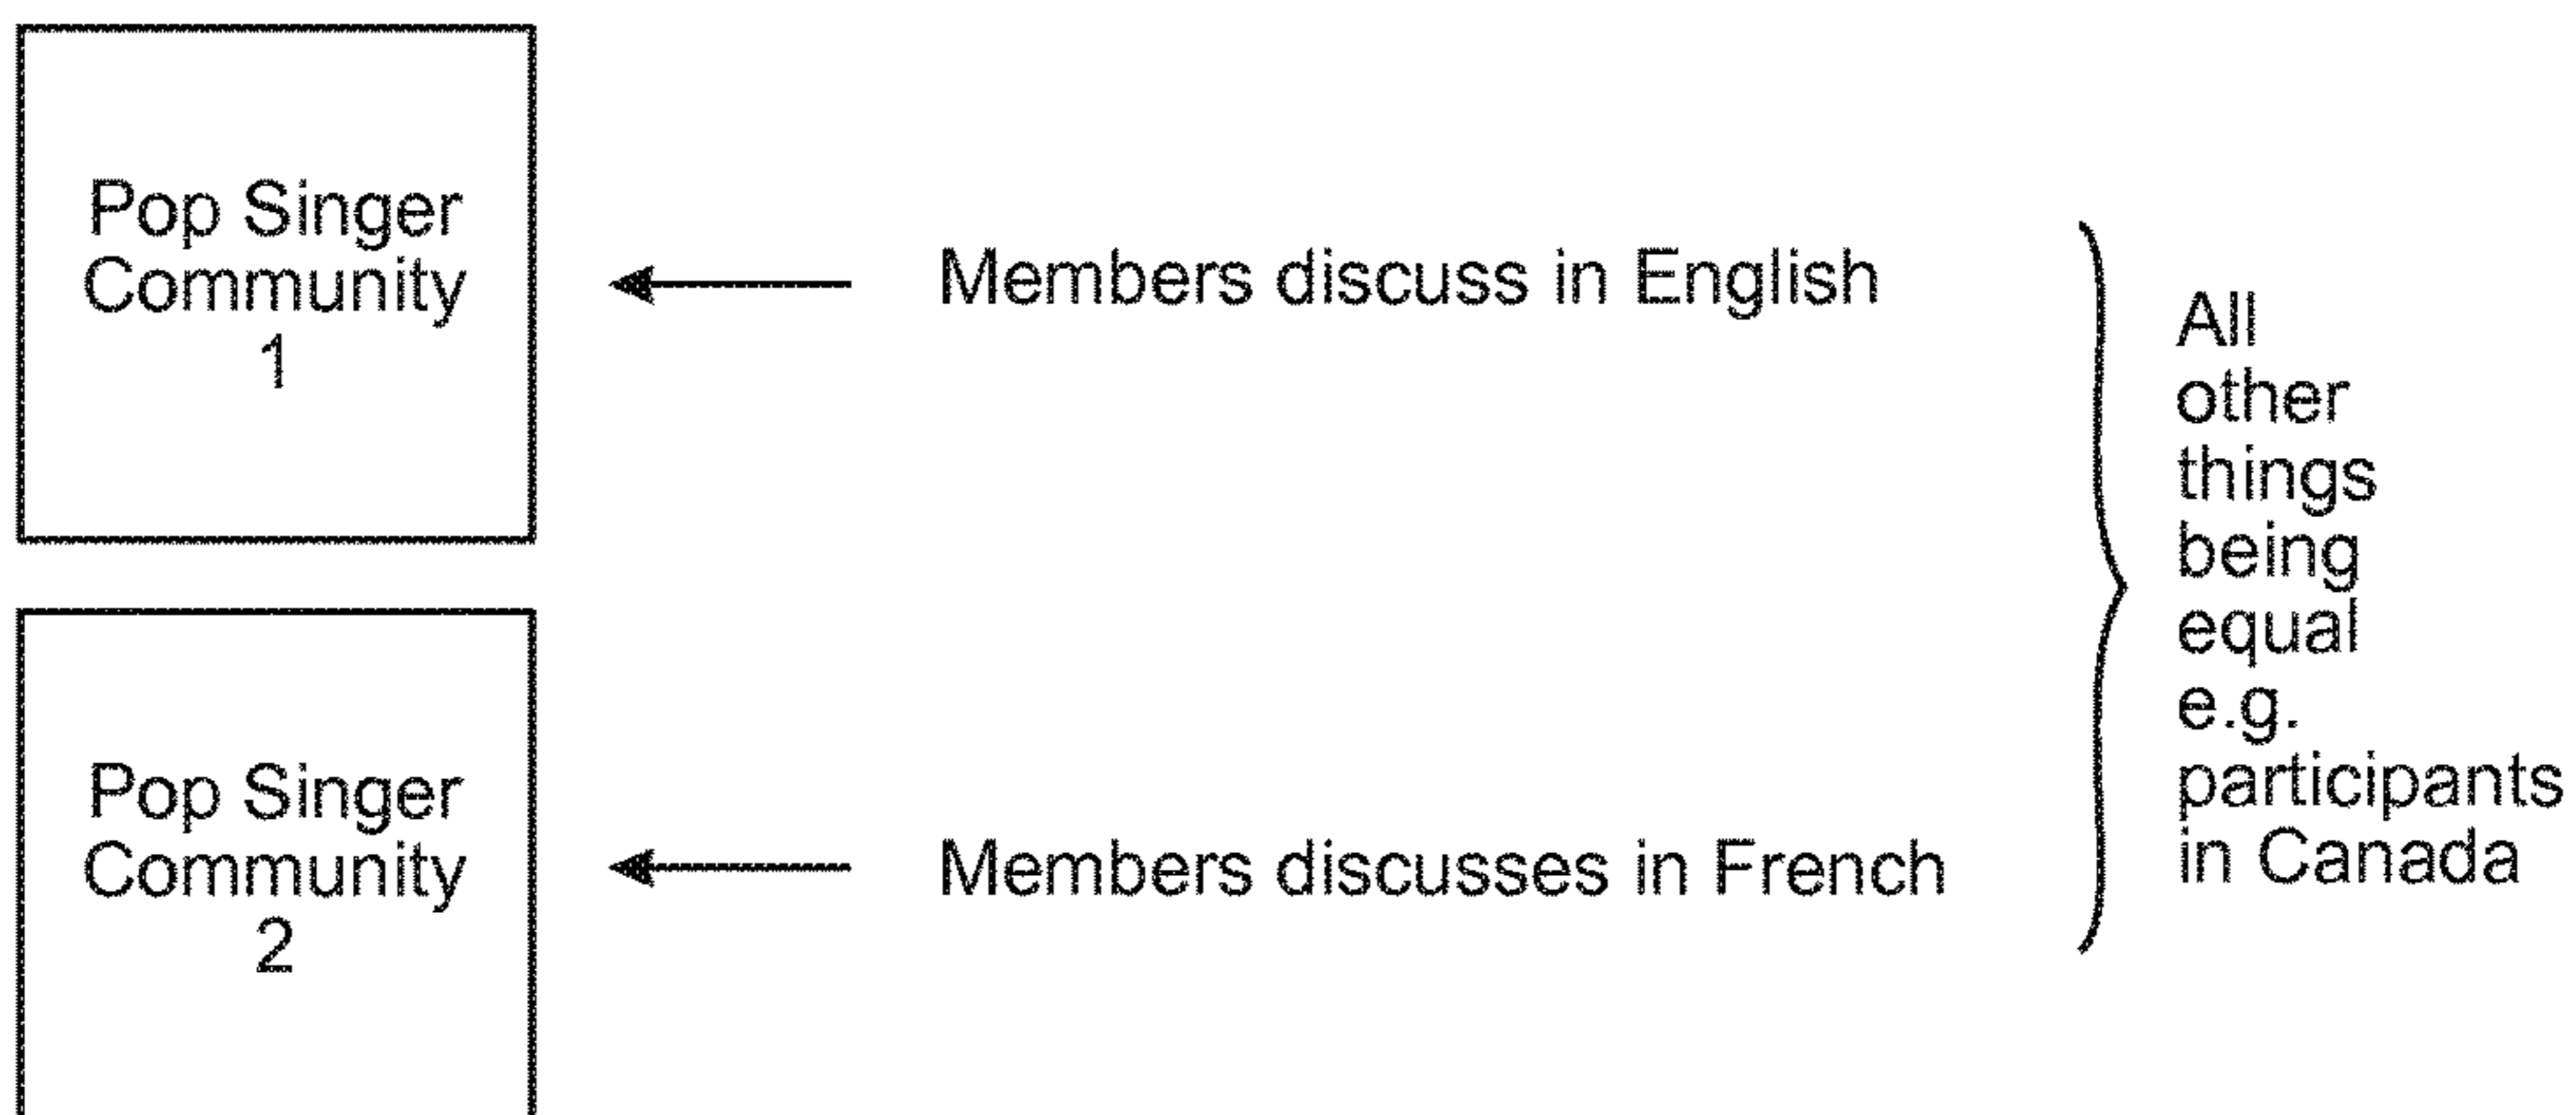 Pop Singer
Community
1
Members discuss in English
Pop Singer
Community
2
Members discusses in French
All
other
things
being
equal
e.g.
participants
in Canada